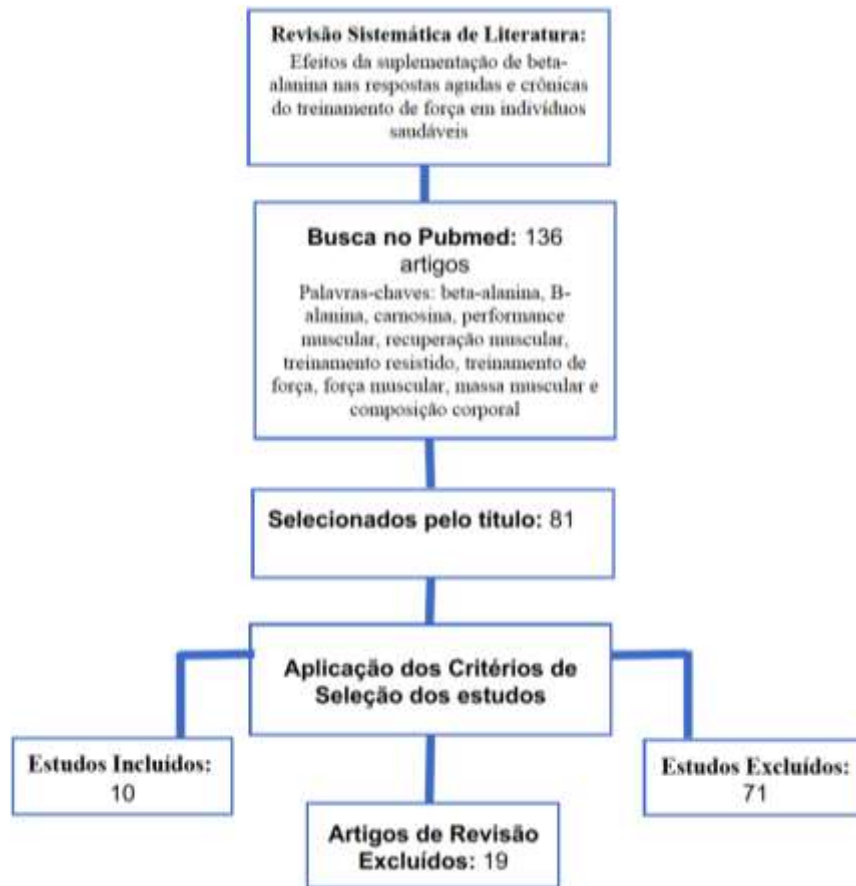 Revisão Sistemática de Literatura:
Efeitos da suplementação de beta-
alanina nas respostas agudas e crônicas
do treinamento de força em indivíduos
saudáveis
Busca no Pubmed: 136
artigos
Palavras-chaves: beta-alanina, B-
alanina, carnosina, performance
muscular, recuperação muscular,
treinamento resistido, treinamento de
força, força muscular, massa muscular e
composição corporal
Selecionados pelo título: 81
Aplicação dos Critérios de
Seleção dos estudos
Estudos Incluídos:
10
Estudos Excluídos:
71
Artigos de Revisão
Excluídos: 19